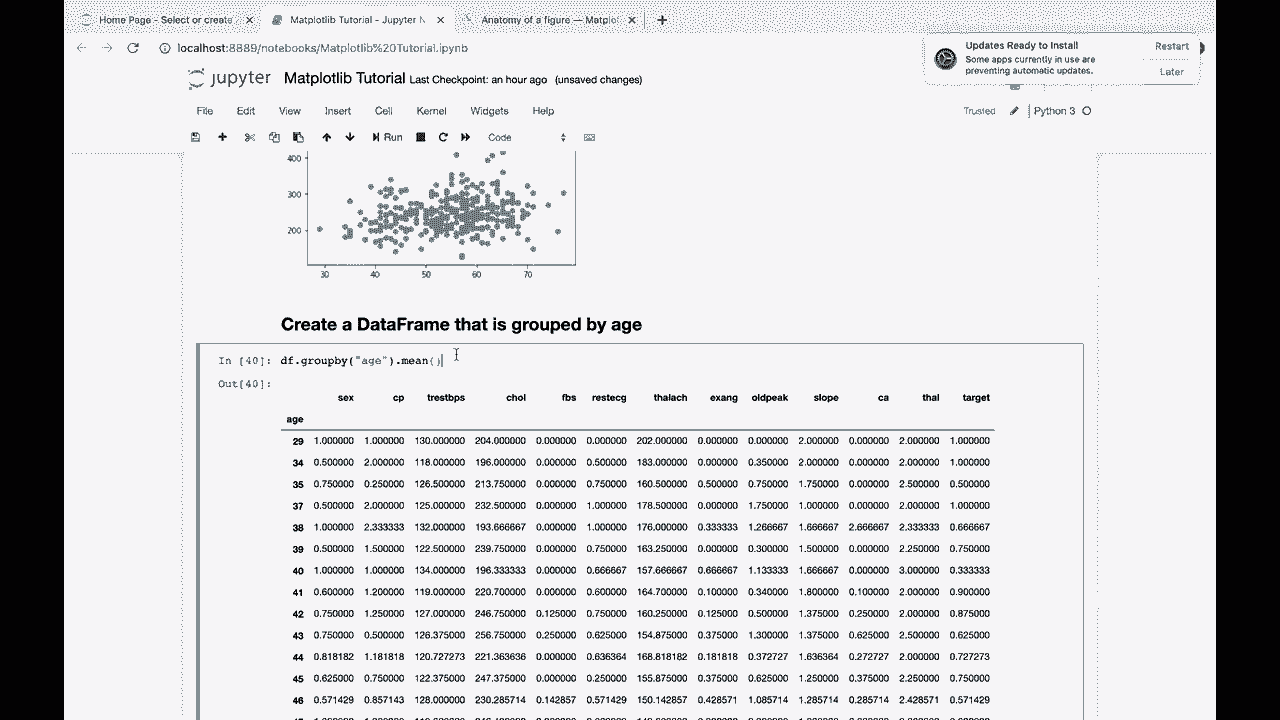 Home Page - Select or create
Matplotlib Tutorial - Jupyter N
Anatomy of a figure — Matplot
localhost:8889/notebooks/Matplotlib%20Tutorial.ipynb
Updates Ready to Install
Some apps currently in use are
preventing automatic updates.
Restart
Later
jupyter Matplotlib Tutorial Last Checkpoint: an hour ago (unsaved changes)
File Edit View Insert Cell Kernel Widgets Help
Trusted Python 3
Run Code
400
300
200
30 40 50 60 70
Create a DataFrame that is grouped by age
In [40]: df.groupby("age").mean()
Out[40]:
sex cp trestbps chol fbs restecg thalach exang oldpeak slope ca thal target
age
29 1.000000 1.000000 130.000000 204.000000 0.000000 0.000000 202.000000 0.000000 0.000000 2.000000 0.000000 2.000000 1.000000
34 0.500000 2.000000 118.000000 196.000000 0.000000 0.500000 183.000000 0.000000 0.350000 2.000000 0.000000 2.000000 1.000000
35 0.750000 0.250000 126.500000 213.750000 0.000000 0.750000 160.500000 0.500000 0.750000 1.750000 0.000000 2.500000 0.500000
37 0.500000 2.000000 125.000000 232.500000 0.000000 1.000000 178.500000 0.000000 1.750000 1.000000 0.000000 2.000000 1.000000
38 1.000000 2.333333 132.000000 193.666667 0.000000 1.000000 176.000000 0.333333 1.266667 1.666667 2.666667 2.333333 0.666667
39 0.500000 1.500000 122.500000 239.750000 0.000000 0.750000 163.250000 0.000000 0.300000 1.500000 0.000000 2.250000 0.750000
40 1.000000 1.000000 134.000000 196.333333 0.000000 0.666667 157.666667 0.666667 1.133333 1.666667 0.000000 3.000000 0.333333
41 0.600000 1.200000 119.000000 220.700000 0.000000 0.600000 164.700000 0.100000 0.340000 1.800000 0.100000 2.000000 0.900000
42 0.750000 1.250000 127.000000 246.750000 0.125000 0.750000 160.250000 0.125000 0.500000 1.375000 0.250000 2.000000 0.875000
43 0.750000 0.500000 126.375000 256.750000 0.250000 0.625000 154.875000 0.375000 1.300000 1.375000 0.625000 2.500000 0.625000
44 0.818182 1.181818 120.727273 221.363636 0.000000 0.636364 168.818182 0.181818 0.372727 1.636364 0.272727 2.000000 0.727273
45 0.625000 0.750000 122.375000 247.375000 0.000000 0.250000 155.875000 0.375000 0.625000 1.250000 0.375000 2.250000 0.750000
46 0.571429 0.857143 128.000000 230.285714 0.142857 0.571429 150.142857 0.428571 1.085714 1.285714 0.285714 2.428571 0.571429